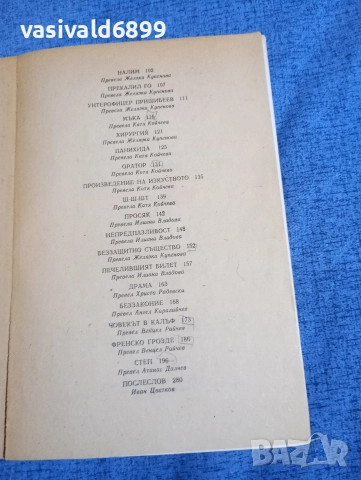 vasivalad6899
НАЛИМ 103
Превела Желязка Купенова
ПРЕКАЛИЛ ГО 107
Превела Желязка Купенова
УНТЕРОФИЦЕР ПРИШИБЕЕВ 111
Превела Желязка Купенова
МЪКА 116
Превела Катя Койчева
ХИРУРГИЯ 121
Превела Желязка Купенова
ПАНИХИДА 125
Превела Катя Койчева
ОРАТОР 131
Превела Катя Койчева
ПРОИЗВЕДЕНИЕ НА ИЗКУСТВОТО 135
Превела Катя Койчева
Ш-Ш-ШТ 139
Превела Катя Койчева
ПРОСЯК 142
Превела Илиана Владова
НЕПРЕДПАЗЛИВОСТ 148
Превела Илиана Владова
БЕЗЗАЩИТНО СЪЩЕСТВО 152
Превела Желязка Купенова
ПЕЧЕЛИВШИЯТ БИЛЕТ 157
Превела Илиана Владова
ДРАМА 163
Превел Христо Радевски
БЕЗЗАКОНИЕ 168
Превел Ангел Каралийчев
ЧОВЕКЪТ В КАЛЪФ 173
Превел Венцел Райчев
ФРЕНСКО ГРОЗДЕ 186
Превел Венцел Райчев
СТЕП 196
Превел Атанас Далчев
ПОСЛЕСЛОВ 280
Иван Цветков
BAZAR